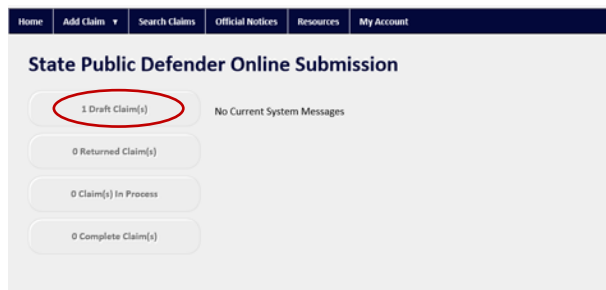 Home Add Claim ▼ Search Claims Official Notices Resources My Account
State Public Defender Online Submission
1 Draft Claim(s)
No Current System Messages
0 Returned Claim(s)
0 Claim(s) In Process
0 Complete Claim(s)